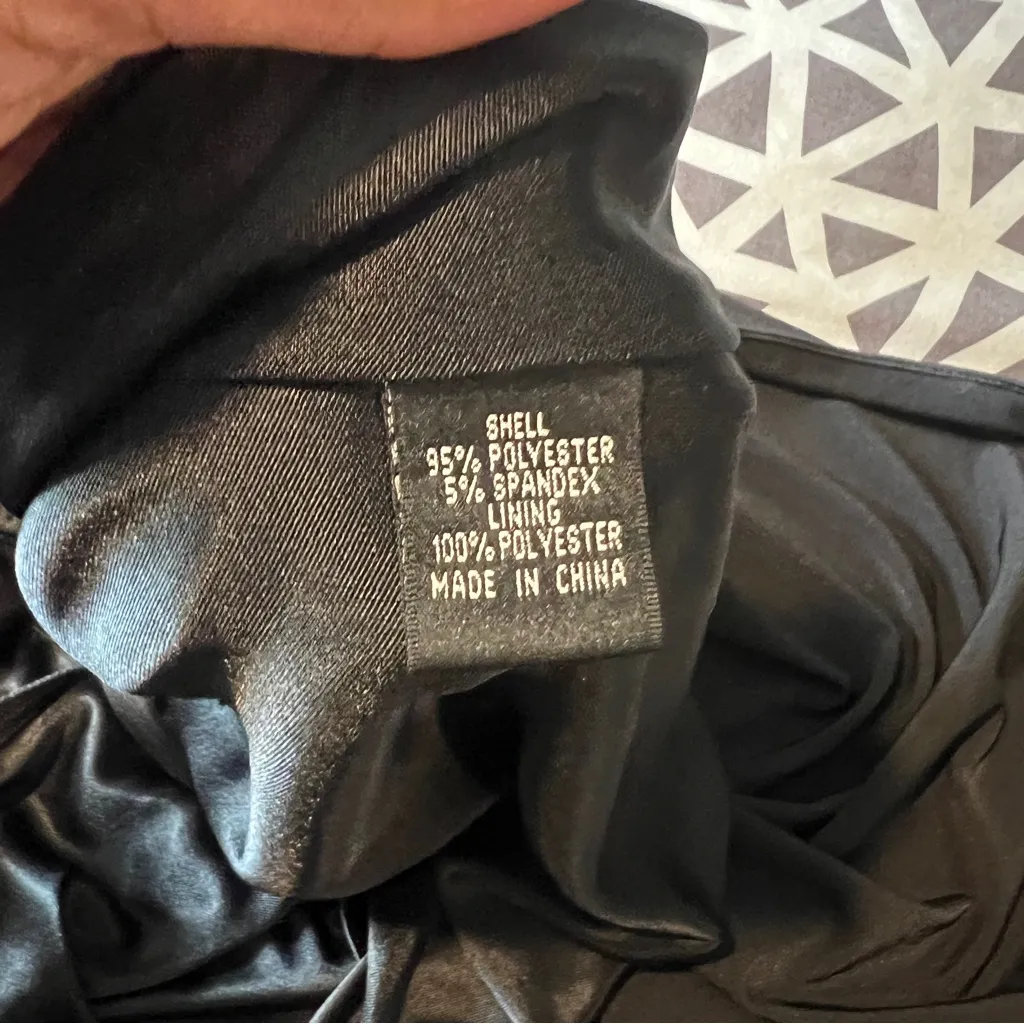 SHELL
95% POLYESTER
5% SPANDEX
LINING
100% POLYESTER
MADE IN CHINA